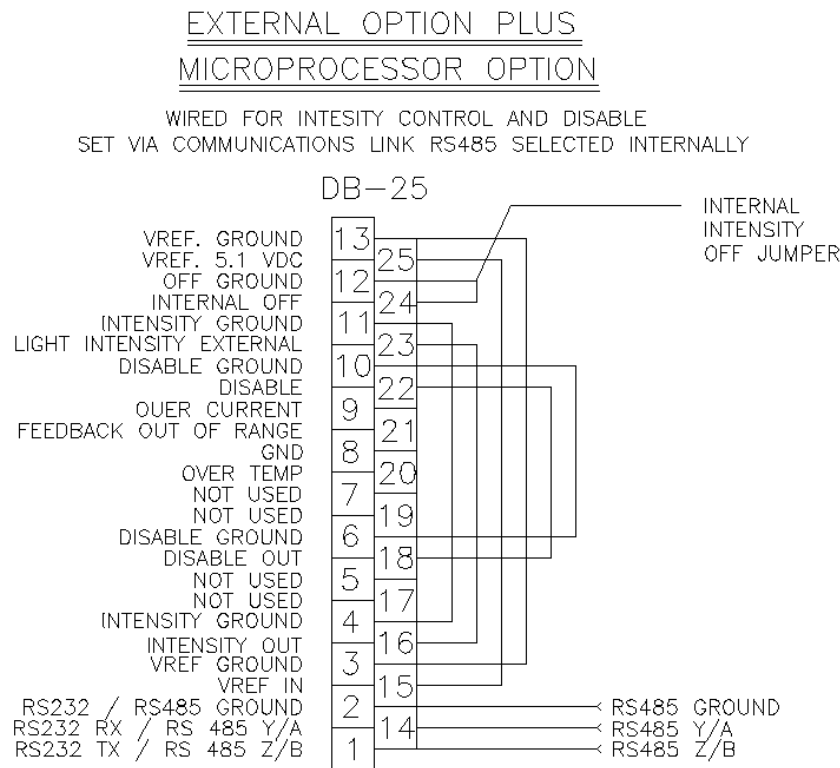 EXTERNAL OPTION PLUS
MICROPROCESSOR OPTION
WIRED FOR INTESITY CONTROL AND DISABLE
SET VIA COMMUNICATIONS LINK RS485 SELECTED INTERNALLY
DB-25
INTERNAL
INTENSITY
OFF JUMPER
VREF. GROUND 13
VREF. 5.1 VDC 25
OFF GROUND 12
INTERNAL OFF 24
INTENSITY GROUND 11
LIGHT INTENSITY EXTERNAL 23
DISABLE GROUND 10
DISABLE 22
OUER CURRENT 9
FEEDBACK OUT OF RANGE 21
GND 8
OVER TEMP 20
NOT USED 7
NOT USED 19
DISABLE GROUND 6
DISABLE OUT 18
NOT USED 5
NOT USED 17
INTENSITY GROUND 4
INTENSITY OUT 16
VREF GROUND 3
VREF IN 15
RS232 / RS485 GROUND 2 RS485 GROUND
RS232 RX / RS 485 Y/A 14 RS485 Y/A
RS232 TX / RS 485 Z/B 1 RS485 Z/B